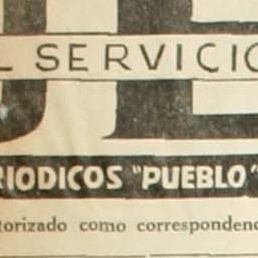 L SERVICIO
RIODICOS "PUEBLO"
torizado como correspondenc